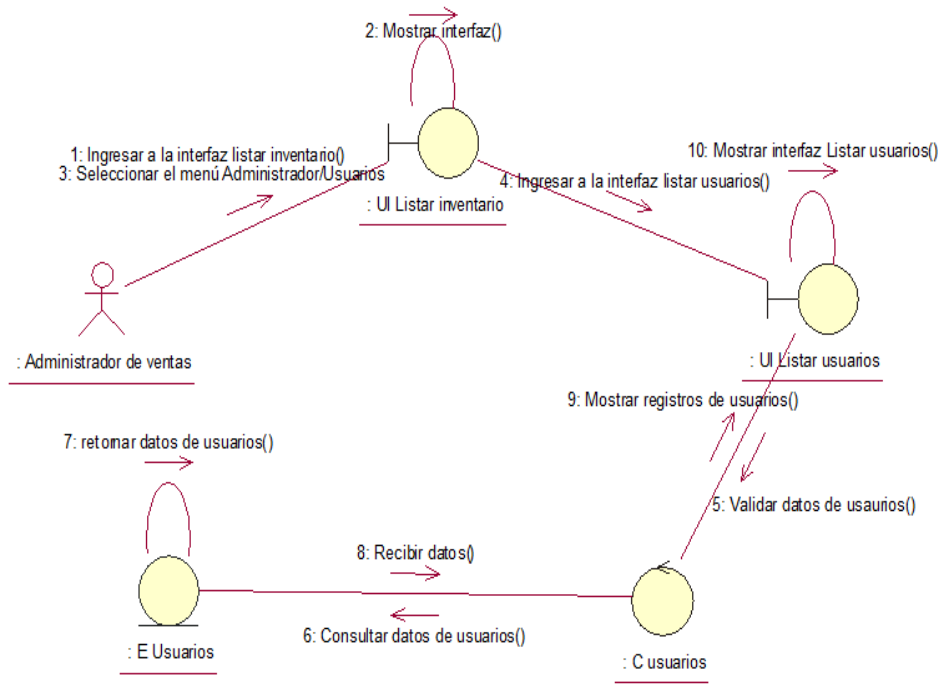 2: Mostrar interfaz()
1: Ingresar a la interfaz listar inventario()
3: Seleccionar el menú Administrador/Usuarios
: UI Listar inventario
10: Mostrar interfaz Listar usuarios()
4: Ingresar a la interfaz listar usuarios()
: Administrador de ventas
: UI Listar usuarios
9: Mostrar registros de usuarios()
7: retornar datos de usuarios()
5: Validar datos de usaurios()
8: Recibir datos()
6: Consultar datos de usuarios()
: E Usuarios
: C usuarios